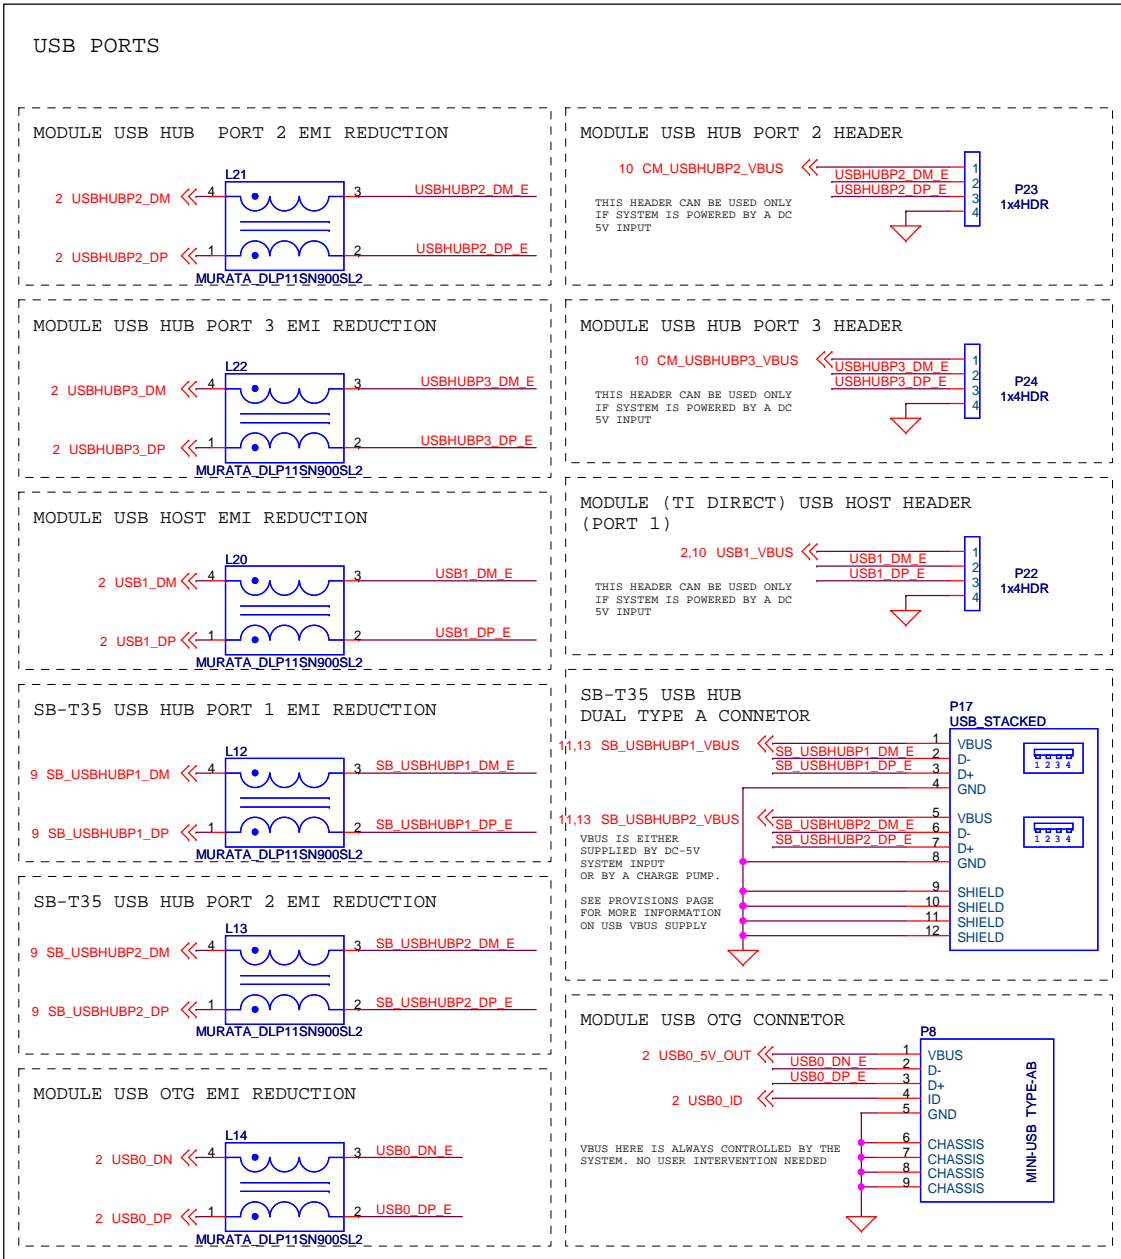 USB PORTS
MODULE USB HUB  PORT 2 EMI REDUCTION
L21
2 USBHUBP2_DM 4 3 USBHUBP2_DM_E
2 USBHUBP2_DP 1 2 USBHUBP2_DP_E
MURATA_DLP11SN900SL2
MODULE USB HUB PORT 3 EMI REDUCTION
L22
2 USBHUBP3_DM 4 3 USBHUBP3_DM_E
2 USBHUBP3_DP 1 2 USBHUBP3_DP_E
MURATA_DLP11SN900SL2
MODULE USB HOST EMI REDUCTION
L20
2 USB1_DM 4 3 USB1_DM_E
2 USB1_DP 1 2 USB1_DP_E
MURATA_DLP11SN900SL2
SB-T35 USB HUB PORT 1 EMI REDUCTION
L12
9 SB_USBHUBP1_DM 4 3 SB_USBHUBP1_DM_E
9 SB_USBHUBP1_DP 1 2 SB_USBHUBP1_DP_E
MURATA_DLP11SN900SL2
SB-T35 USB HUB PORT 2 EMI REDUCTION
L13
9 SB_USBHUBP2_DM 4 3 SB_USBHUBP2_DM_E
9 SB_USBHUBP2_DP 1 2 SB_USBHUBP2_DP_E
MURATA_DLP11SN900SL2
MODULE USB OTG EMI REDUCTION
L14
2 USB0_DN 4 3 USB0_DN_E
2 USB0_DP 1 2 USB0_DP_E
MURATA_DLP11SN900SL2
MODULE USB HUB PORT 2 HEADER
10 CM_USBHUBP2_VBUS 1
USBHUBP2_DM_E 2
USBHUBP2_DP_E 3
4
P23
1x4HDR
THIS HEADER CAN BE USED ONLY
IF SYSTEM IS POWERED BY A DC
5V INPUT
MODULE USB HUB PORT 3 HEADER
10 CM_USBHUBP3_VBUS 1
USBHUBP3_DM_E 2
USBHUBP3_DP_E 3
4
P24
1x4HDR
THIS HEADER CAN BE USED ONLY
IF SYSTEM IS POWERED BY A DC
5V INPUT
MODULE (TI DIRECT) USB HOST HEADER
(PORT 1)
2,10 USB1_VBUS 1
USB1_DM_E 2
USB1_DP_E 3
4
P22
1x4HDR
THIS HEADER CAN BE USED ONLY
IF SYSTEM IS POWERED BY A DC
5V INPUT
SB-T35 USB HUB
DUAL TYPE A CONNETOR
P17
USB_STACKED
11,13 SB_USBHUBP1_VBUS 1 VBUS
SB_USBHUBP1_DM_E 2 D-
SB_USBHUBP1_DP_E 3 D+
4 GND
1 2 3 4
11,13 SB_USBHUBP2_VBUS 5 VBUS
SB_USBHUBP2_DM_E 6 D-
SB_USBHUBP2_DP_E 7 D+
8 GND
1 2 3 4
9 SHIELD
10 SHIELD
11 SHIELD
12 SHIELD
VBUS IS EITHER
SUPPLIED BY DC-5V
SYSTEM INPUT
OR BY A CHARGE PUMP.
SEE PROVISIONS PAGE
FOR MORE INFORMATION
ON USB VBUS SUPPLY
MODULE USB OTG CONNETOR
P8
2 USB0_5V_OUT 1 VBUS
USB0_DN_E 2 D-
USB0_DP_E 3 D+
2 USB0_ID 4 ID
5 GND
6 CHASSIS
7 CHASSIS
8 CHASSIS
9 CHASSIS
MINI-USB TYPE-AB
VBUS HERE IS ALWAYS CONTROLLED BY THE
SYSTEM. NO USER INTERVENTION NEEDED